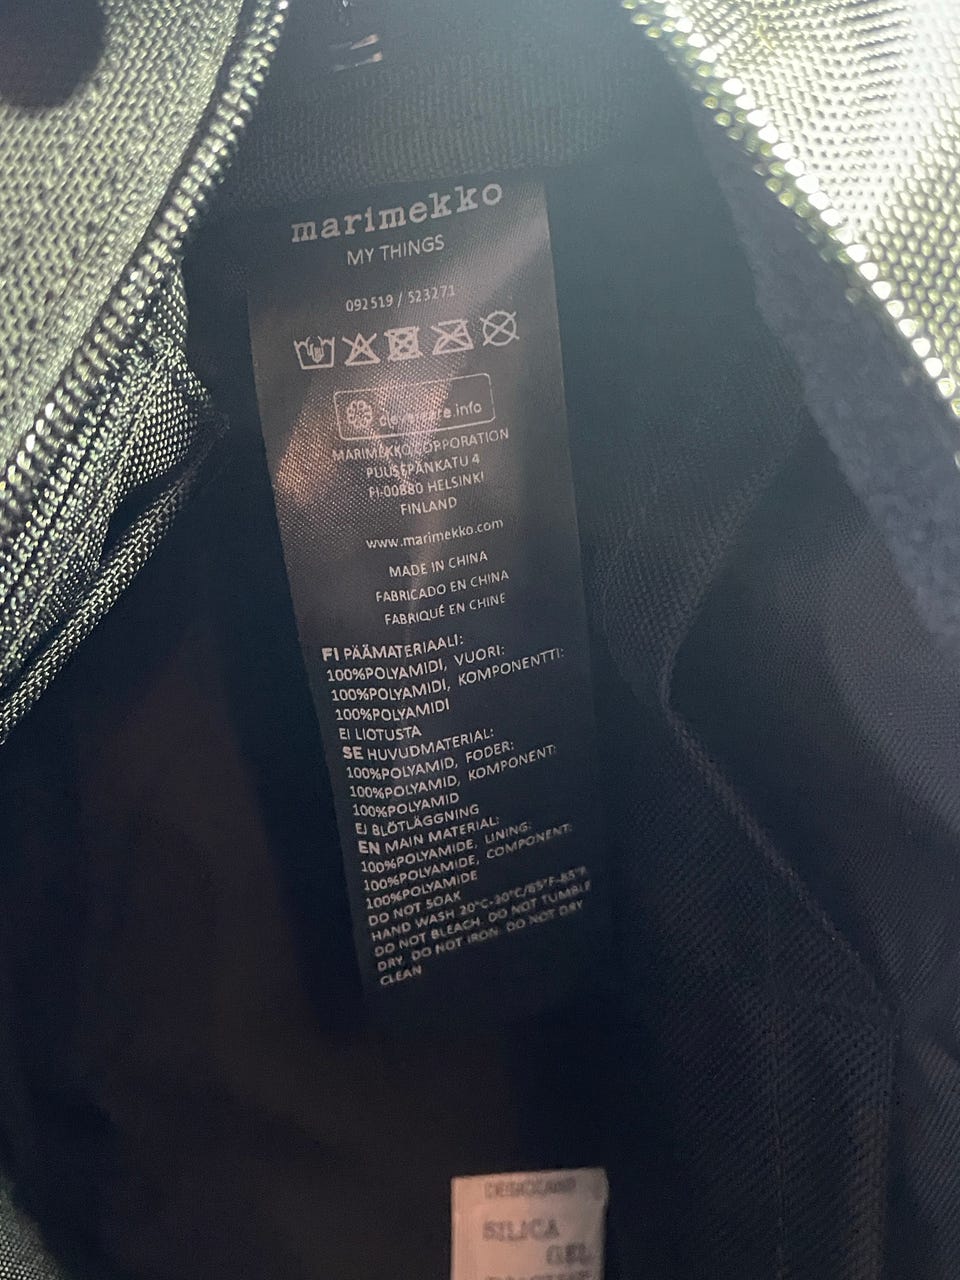 marimekko
MY THINGS
092519 / 523271
clevercare.info
MARIMEKKO CORPORATION
PUUSEPÄNKATU 4
FI-00880 HELSINKI
FINLAND
www.marimekko.com
MADE IN CHINA
FABRICADO EN CHINA
FABRIQUÉ EN CHINE
FI PÄÄMATERIAALI:
100%POLYAMIDI, VUORI:
100%POLYAMIDI, KOMPONENTTI:
100%POLYAMIDI
EI LIOTUSTA
SE HUVUDMATERIAL:
100%POLYAMID, FODER:
100%POLYAMID, KOMPONENT:
100%POLYAMID
EJ BLÖTLÄGGNING
EN MAIN MATERIAL:
100%POLYAMIDE, LINING:
100%POLYAMIDE, COMPONENT:
100%POLYAMIDE
DO NOT SOAK
HAND WASH 20°C-30°C/65°F-85°F
DO NOT BLEACH. DO NOT TUMBLE
DRY. DO NOT IRON. DO NOT DRY
CLEAN
SILICA
GEL